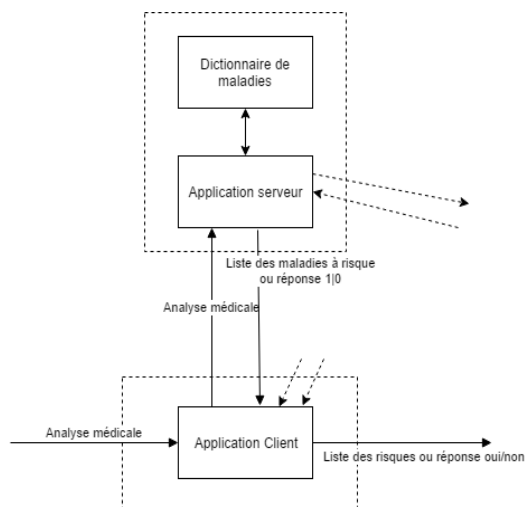 Dictionnaire de
maladies
Application serveur
Liste des maladies à risque
ou réponse 1|0
Analyse médicale
Analyse médicale
Application Client
Liste des risques ou réponse oui/non